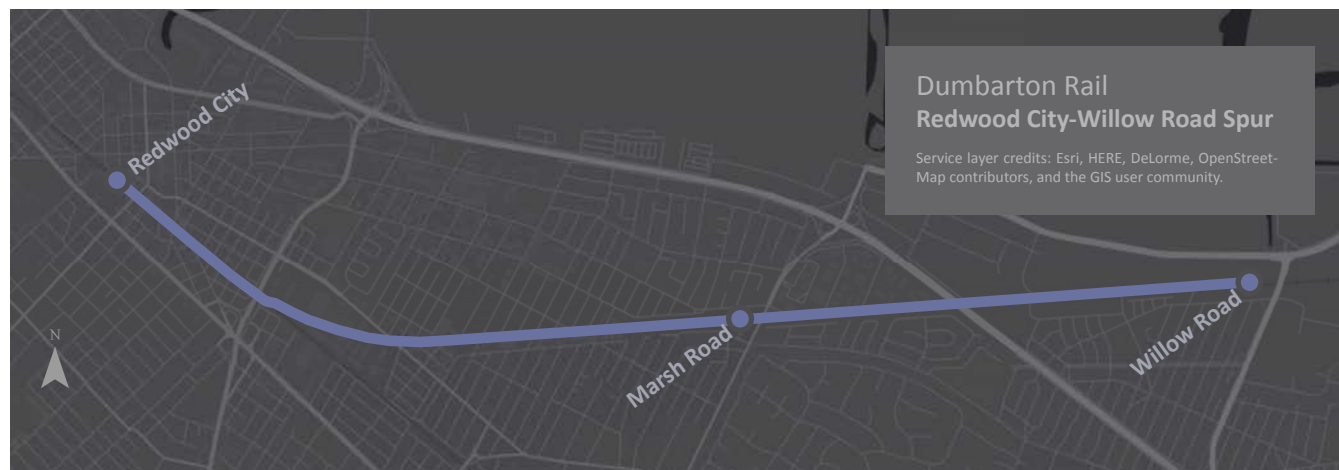 Dumbarton Rail
Redwood City-Willow Road Spur
Service layer credits: Esri, HERE, DeLorme, OpenStreet-
Map contributors, and the GIS user community.
Redwood City
Marsh Road
Willow Road
N